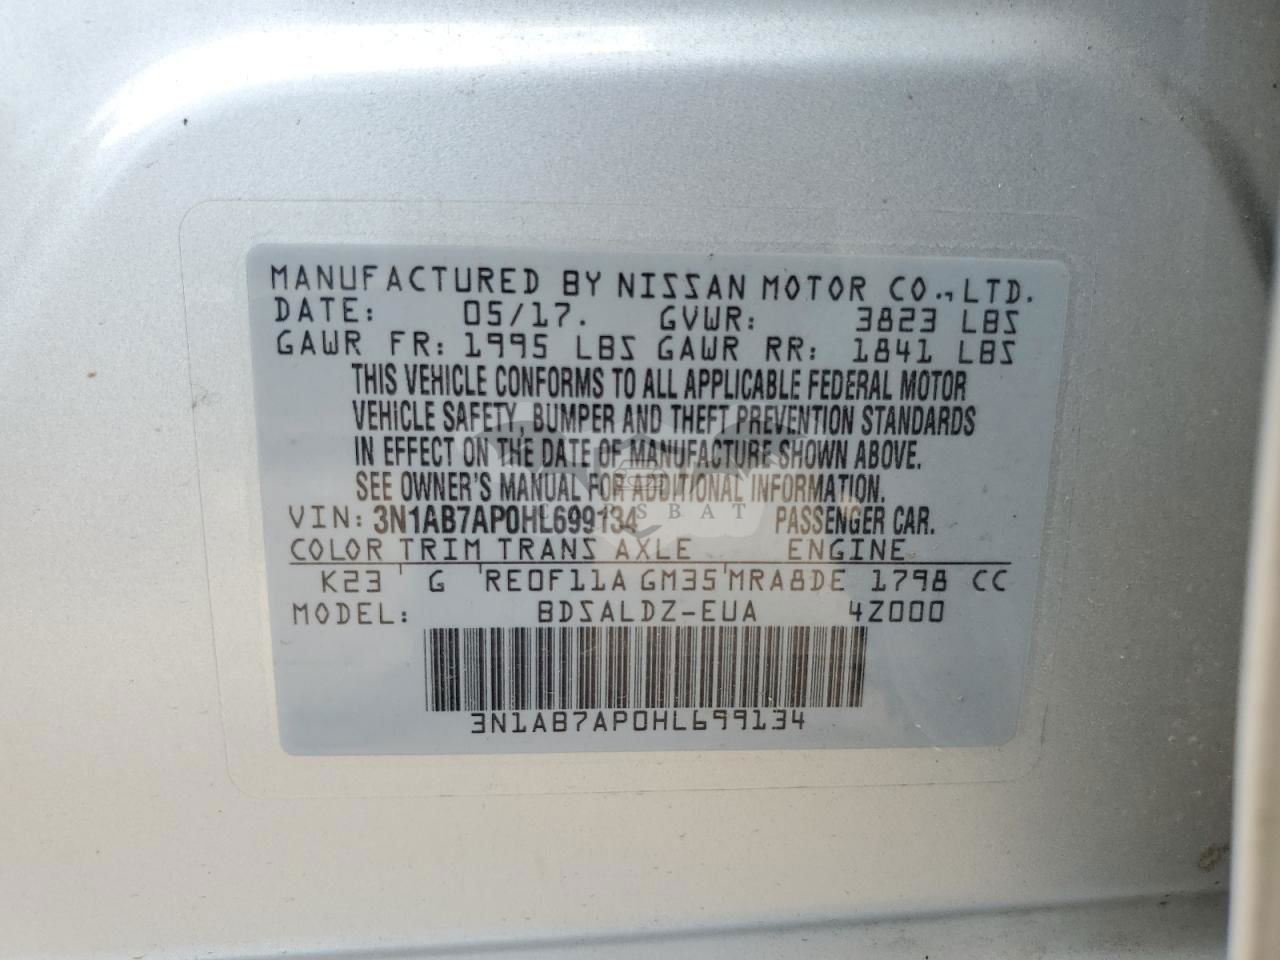 MANUFACTURED BY NISSAN MOTOR CO., LTD.
DATE: 05/17. GVWR: 3823 LBS
GAWR FR: 1995 LBS GAWR RR: 1841 LBS
THIS VEHICLE CONFORMS TO ALL APPLICABLE FEDERAL MOTOR
VEHICLE SAFETY, BUMPER AND THEFT PREVENTION STANDARDS
IN EFFECT ON THE DATE OF MANUFACTURE SHOWN ABOVE.
SEE OWNER'S MANUAL FOR ADDITIONAL INFORMATION.
VIN: 3N1AB7AP0HL699134 PASSENGER CAR.
COLOR TRIM TRANS AXLE ENGINE
K23 G RE0F11A GM35 MRA8DE 1798 CC
MODEL: BDSALDZ-EUA 4Z000
3N1AB7AP0HL699134